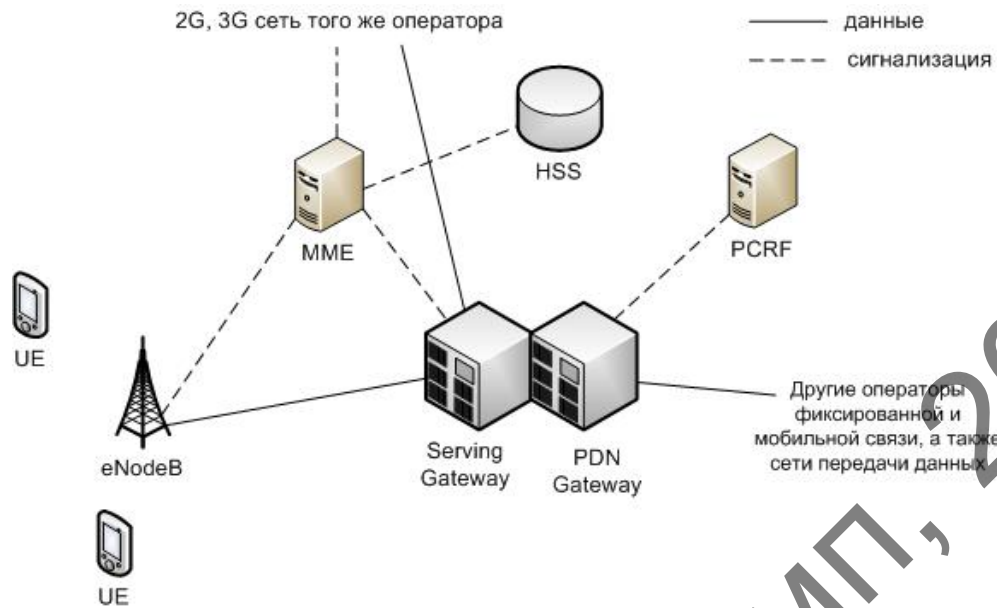 2G, 3G сеть того же оператора
данные
сигнализация
HSS
MME
PCRF
UE
eNodeB
Serving
Gateway
PDN
Gateway
Другие операторы
фиксированной и
мобильной связи, а также
сети передачи данных
UE